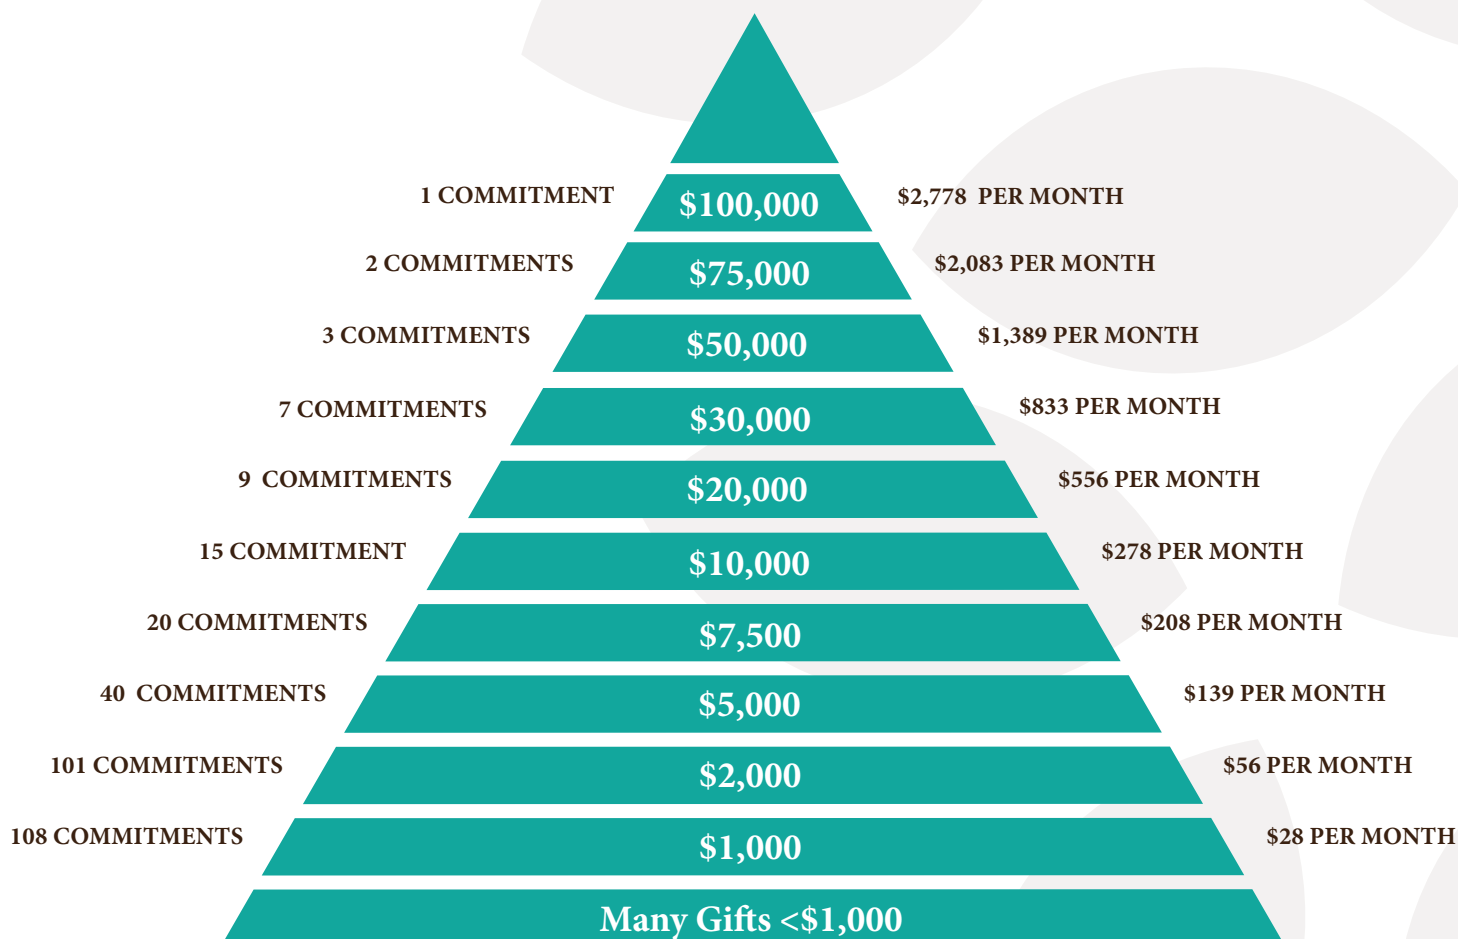 1 COMMITMENT $100,000 $2,778 PER MONTH
2 COMMITMENTS $75,000 $2,083 PER MONTH
3 COMMITMENTS $50,000 $1,389 PER MONTH
7 COMMITMENTS $30,000 $833 PER MONTH
9 COMMITMENTS $20,000 $556 PER MONTH
15 COMMITMENT $10,000 $278 PER MONTH
20 COMMITMENTS $7,500 $208 PER MONTH
40 COMMITMENTS $5,000 $139 PER MONTH
101 COMMITMENTS $2,000 $56 PER MONTH
108 COMMITMENTS $1,000 $28 PER MONTH
Many Gifts <$1,000